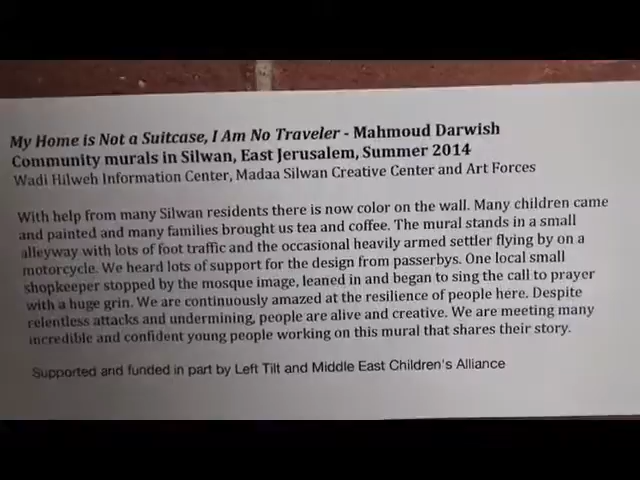 My Home is Not a Suitcase, I Am No Traveler - Mahmoud Darwish
Community murals in Silwan, East Jerusalem, Summer 2014
Wadi Hilweh Information Center, Madaa Silwan Creative Center and Art Forces
With help from many Silwan residents there is now color on the wall. Many children came
and painted and many families brought us tea and coffee. The mural stands in a small
alleyway with lots of foot traffic and the occasional heavily armed settler flying by on a
motorcycle. We heard lots of support for the design from passerbys. One local small
shopkeeper stopped by the mosque image, leaned in and began to sing the call to prayer
with a huge grin. We are continuously amazed at the resilience of people here. Despite
relentless attacks and undermining, people are alive and creative. We are meeting many
incredible and confident young people working on this mural that shares their story.
Supported and funded in part by Left Tilt and Middle East Children's Alliance